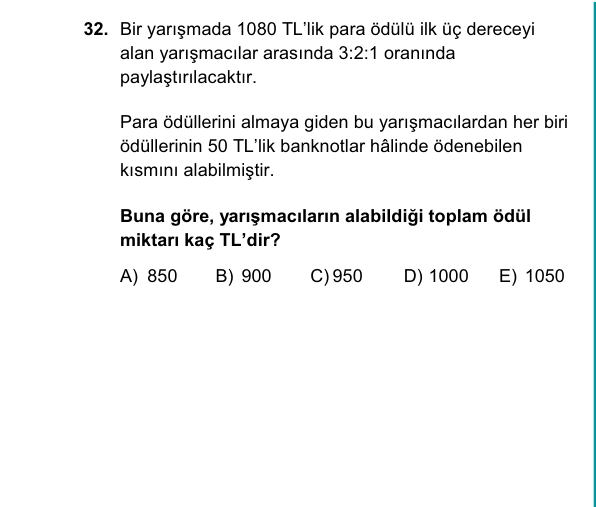 32. Bir yarışmada 1080 TL'lik para ödülü ilk üç dereceyi
alan yarışmacılar arasında 3:2:1 oranında
paylaştırılacaktır.
Para ödüllerini almaya giden bu yarışmacılardan her biri
ödüllerinin 50 TL'lik banknotlar hâlinde ödenebilen
kısmını alabilmiştir.
Buna göre, yarışmacıların alabildiği toplam ödül
miktarı kaç TL'dir?
A) 850 B) 900 C) 950 D) 1000 E) 1050